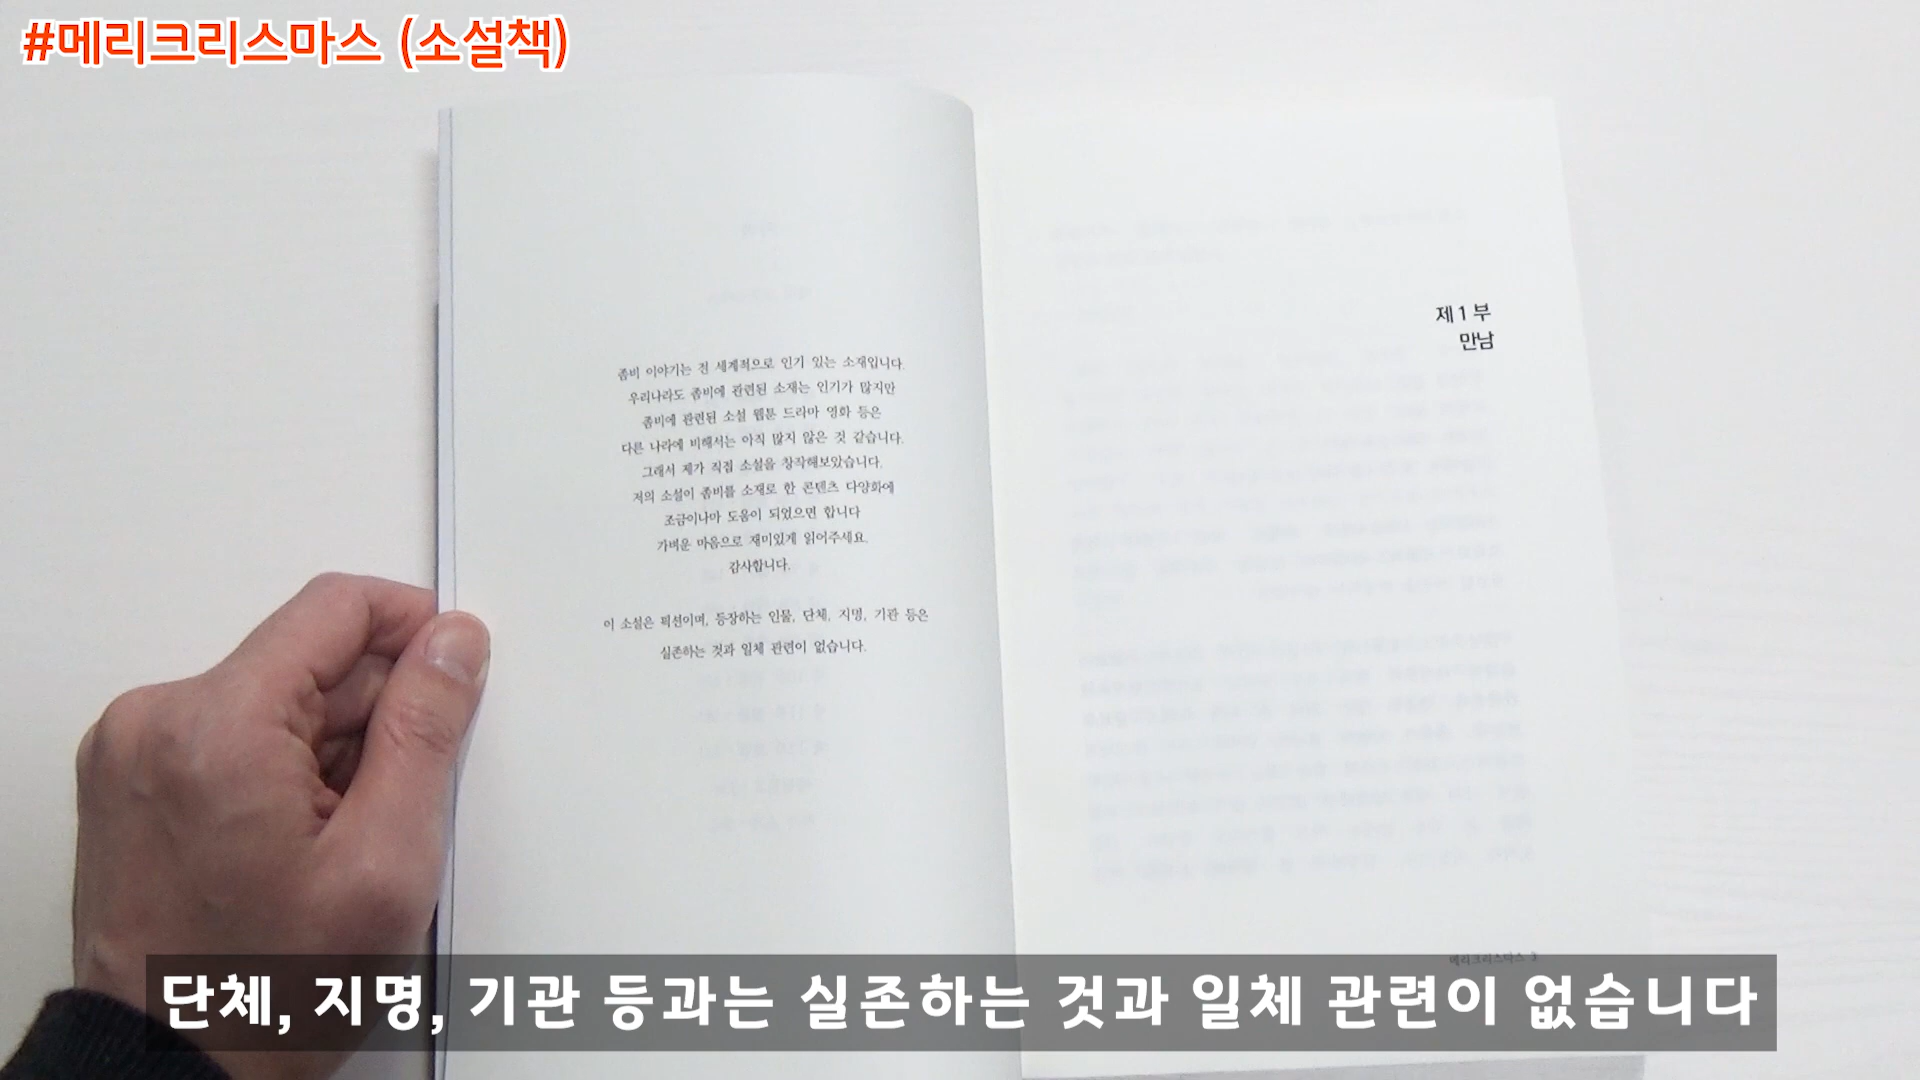 #메리크리스마스 (소설책)
좀비 이야기는 전 세계적으로 인기 있는 소재입니다.
우리나라도 좀비에 관련된 소재는 인기가 많지만
좀비에 관련된 소설 웹툰 드라마 영화 등은
다른 나라에 비해서는 아직 많지 않은 것 같습니다.
그래서 제가 직접 소설을 창작해보았습니다.
저의 소설이 좀비를 소재로 한 콘텐츠 다양화에
조금이나마 도움이 되었으면 합니다
가벼운 마음으로 재미있게 읽어주세요.
감사합니다.
이 소설은 픽션이며, 등장하는 인물, 단체, 지명, 기관 등은
실존하는 것과 일체 관련이 없습니다.
제 1 부
만남
메리크리스마스 3
단체, 지명, 기관 등과는 실존하는 것과 일체 관련이 없습니다